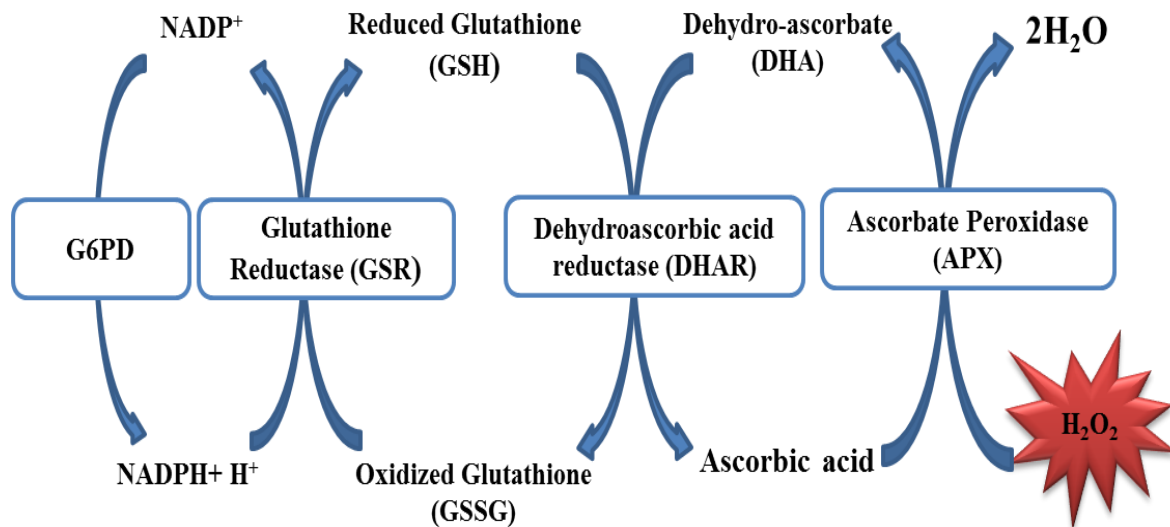 NADP⁺
Reduced Glutathione
(GSH)
Dehydro-ascorbate
(DHA)
2H₂O
G6PD
Glutathione
Reductase (GSR)
Dehydroascorbic acid
reductase (DHAR)
Ascorbate Peroxidase
(APX)
NADPH+ H⁺
Oxidized Glutathione
(GSSG)
Ascorbic acid
H₂O₂